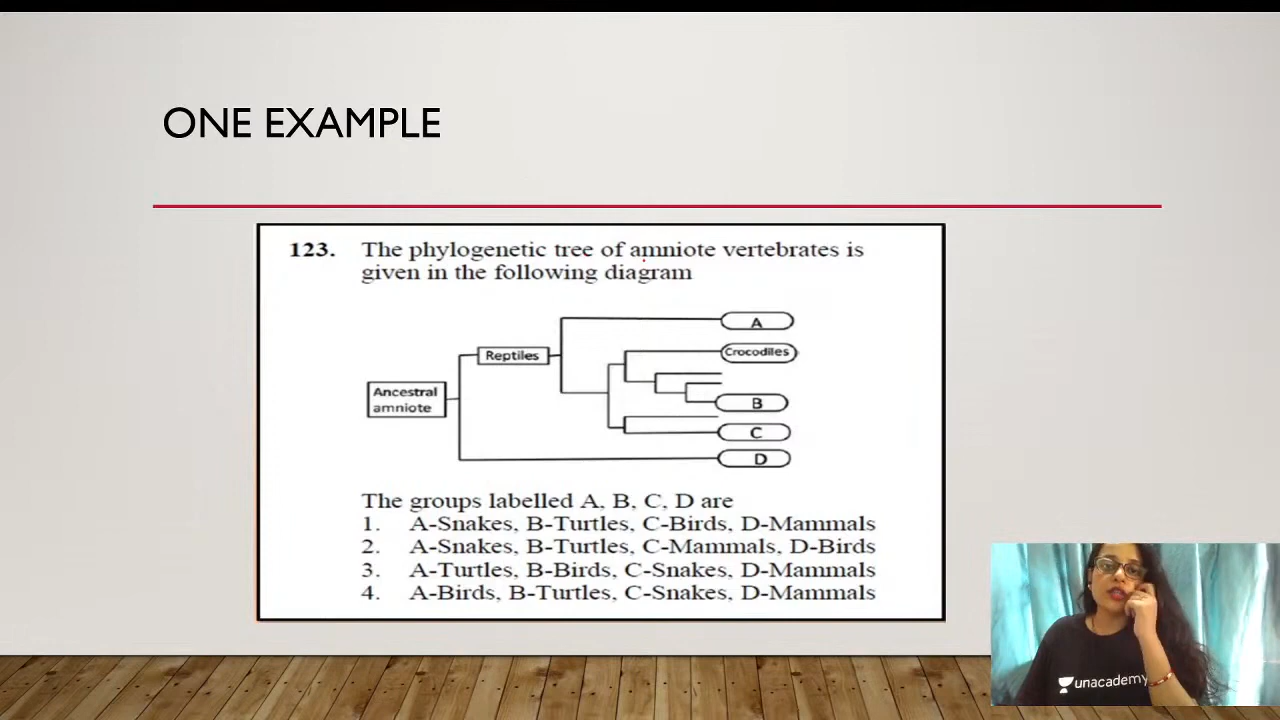 ONE EXAMPLE
123. The phylogenetic tree of amniote vertebrates is
given in the following diagram
A
Reptiles
Crocodiles
Ancestral
amniote
B
C
D
The groups labelled A, B, C, D are
1. A-Snakes, B-Turtles, C-Birds, D-Mammals
2. A-Snakes, B-Turtles, C-Mammals, D-Birds
3. A-Turtles, B-Birds, C-Snakes, D-Mammals
4. A-Birds, B-Turtles, C-Snakes, D-Mammals
unacademy